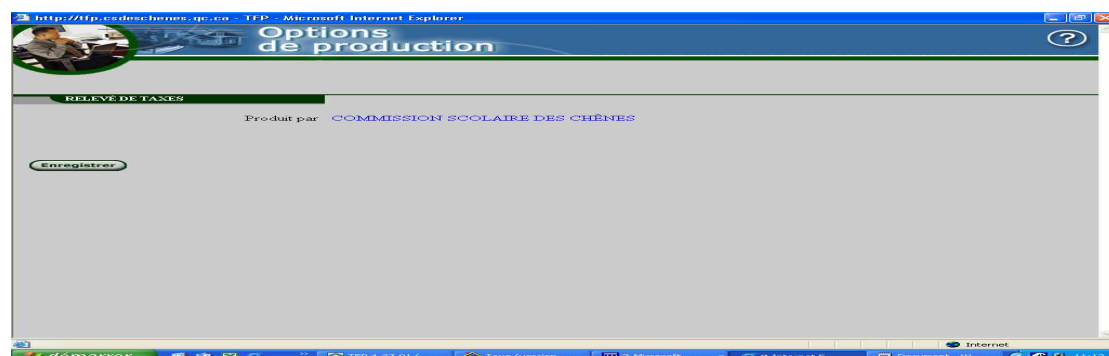 http://tfp.csdeschenes.qc.ca - TFP - Microsoft Internet Explorer
Options
de production
?
RELEVÉ DE TAXES
Produit par COMMISSION SCOLAIRE DES CHÊNES
Enregistrer
Internet
démarrer